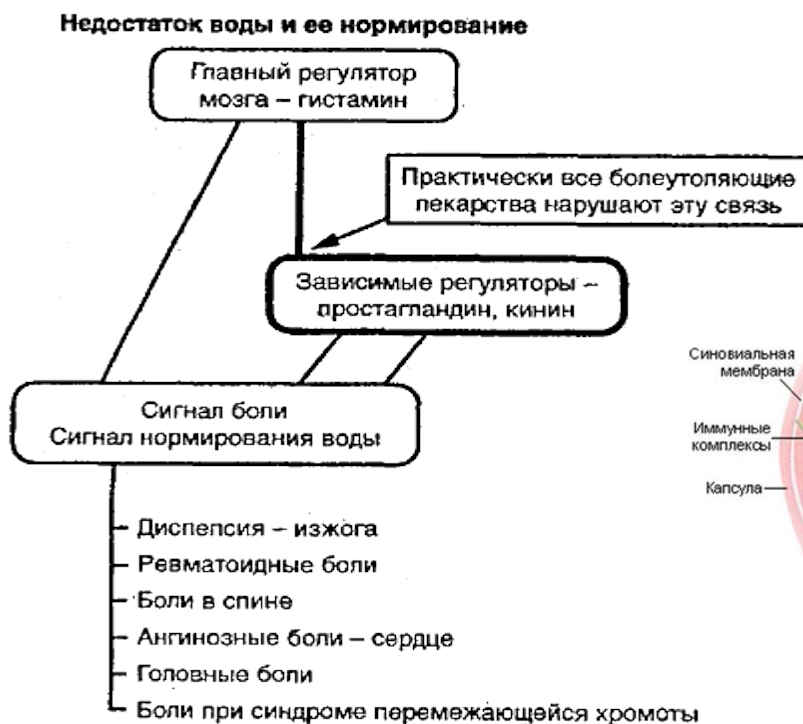 Недостаток воды и ее нормирование
Главный регулятор
мозга – гистамин
Практически все болеутоляющие
лекарства нарушают эту связь
Зависимые регуляторы –
простагландин, кинин
Синовиальная
мембрана
Сигнал боли
Сигнал нормирования воды
Иммунные
комплексы
Капсула
Диспепсия – изжога
Ревматоидные боли
Боли в спине
Ангинозные боли – сердце
Головные боли
Боли при синдроме перемежающейся хромоты